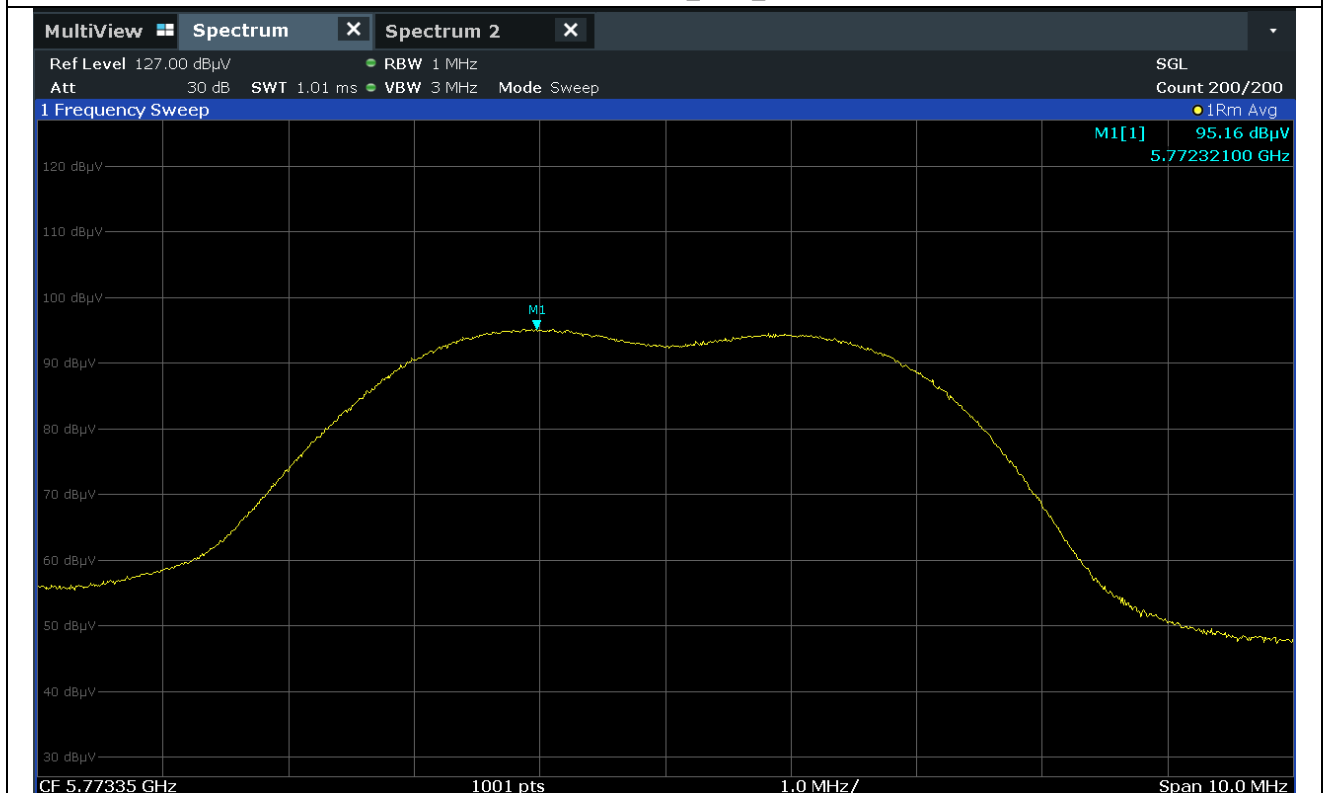 MultiView Spectrum X Spectrum 2 X
Ref Level 127.00 dBµV RBW 1 MHz SGL
Att 30 dB SWT 1.01 ms VBW 3 MHz Mode Sweep Count 200/200
1 Frequency Sweep 1Rm Avg
M1[1] 95.16 dBµV
5.77232100 GHz
120 dBµV
110 dBµV
100 dBµV
M1
90 dBµV
80 dBµV
70 dBµV
60 dBµV
50 dBµV
40 dBµV
30 dBµV
CF 5.77335 GHz 1001 pts 1.0 MHz/ Span 10.0 MHz